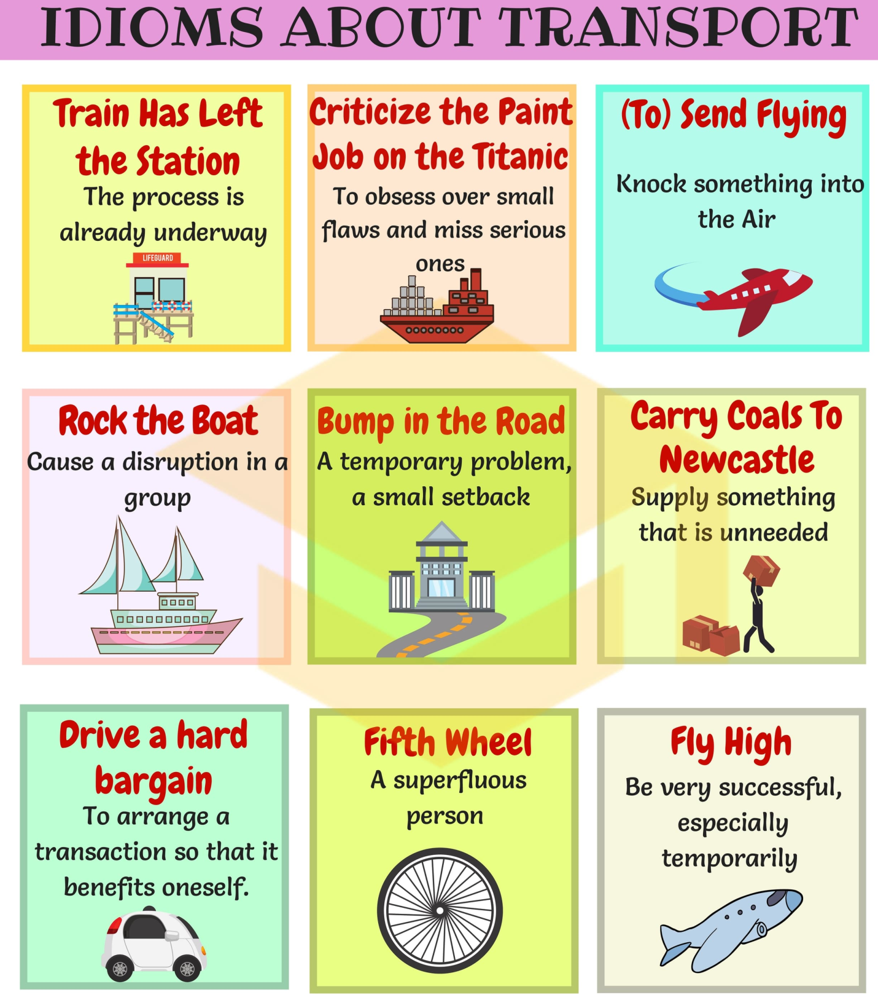 IDIOMS ABOUT TRANSPORT
Train Has Left
the Station
The process is
already underway
LIFEGUARD
Criticize the Paint
Job on the Titanic
To obsess over small
flaws and miss serious
ones
(To) Send Flying
Knock something into
the Air
Rock the Boat
Cause a disruption in a
group
Bump in the Road
A temporary problem,
a small setback
Carry Coals To
Newcastle
Supply something
that is unneeded
Drive a hard
bargain
To arrange a
transaction so that it
benefits oneself.
Fifth Wheel
A superfluous
person
Fly High
Be very successful,
especially
temporarily